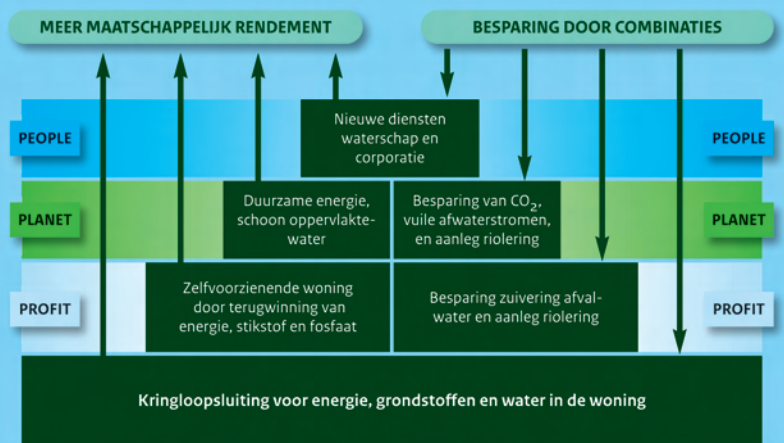 MEER MAATSCHAPPELIJK RENDEMENT
BESPARING DOOR COMBINATIES
PEOPLE
Nieuwe diensten
waterschap en
corporatie
PEOPLE
PLANET
Duurzame energie,
schoon oppervlakte-
water
Besparing van CO₂,
vuile afwaterstromen,
en aanleg riolering
PLANET
PROFIT
Zelfvoorzienende woning
door terugwinning van
energie, stikstof en fosfaat
Besparing zuivering afval-
water en aanleg riolering
PROFIT
Kringloopsluiting voor energie, grondstoffen en water in de woning